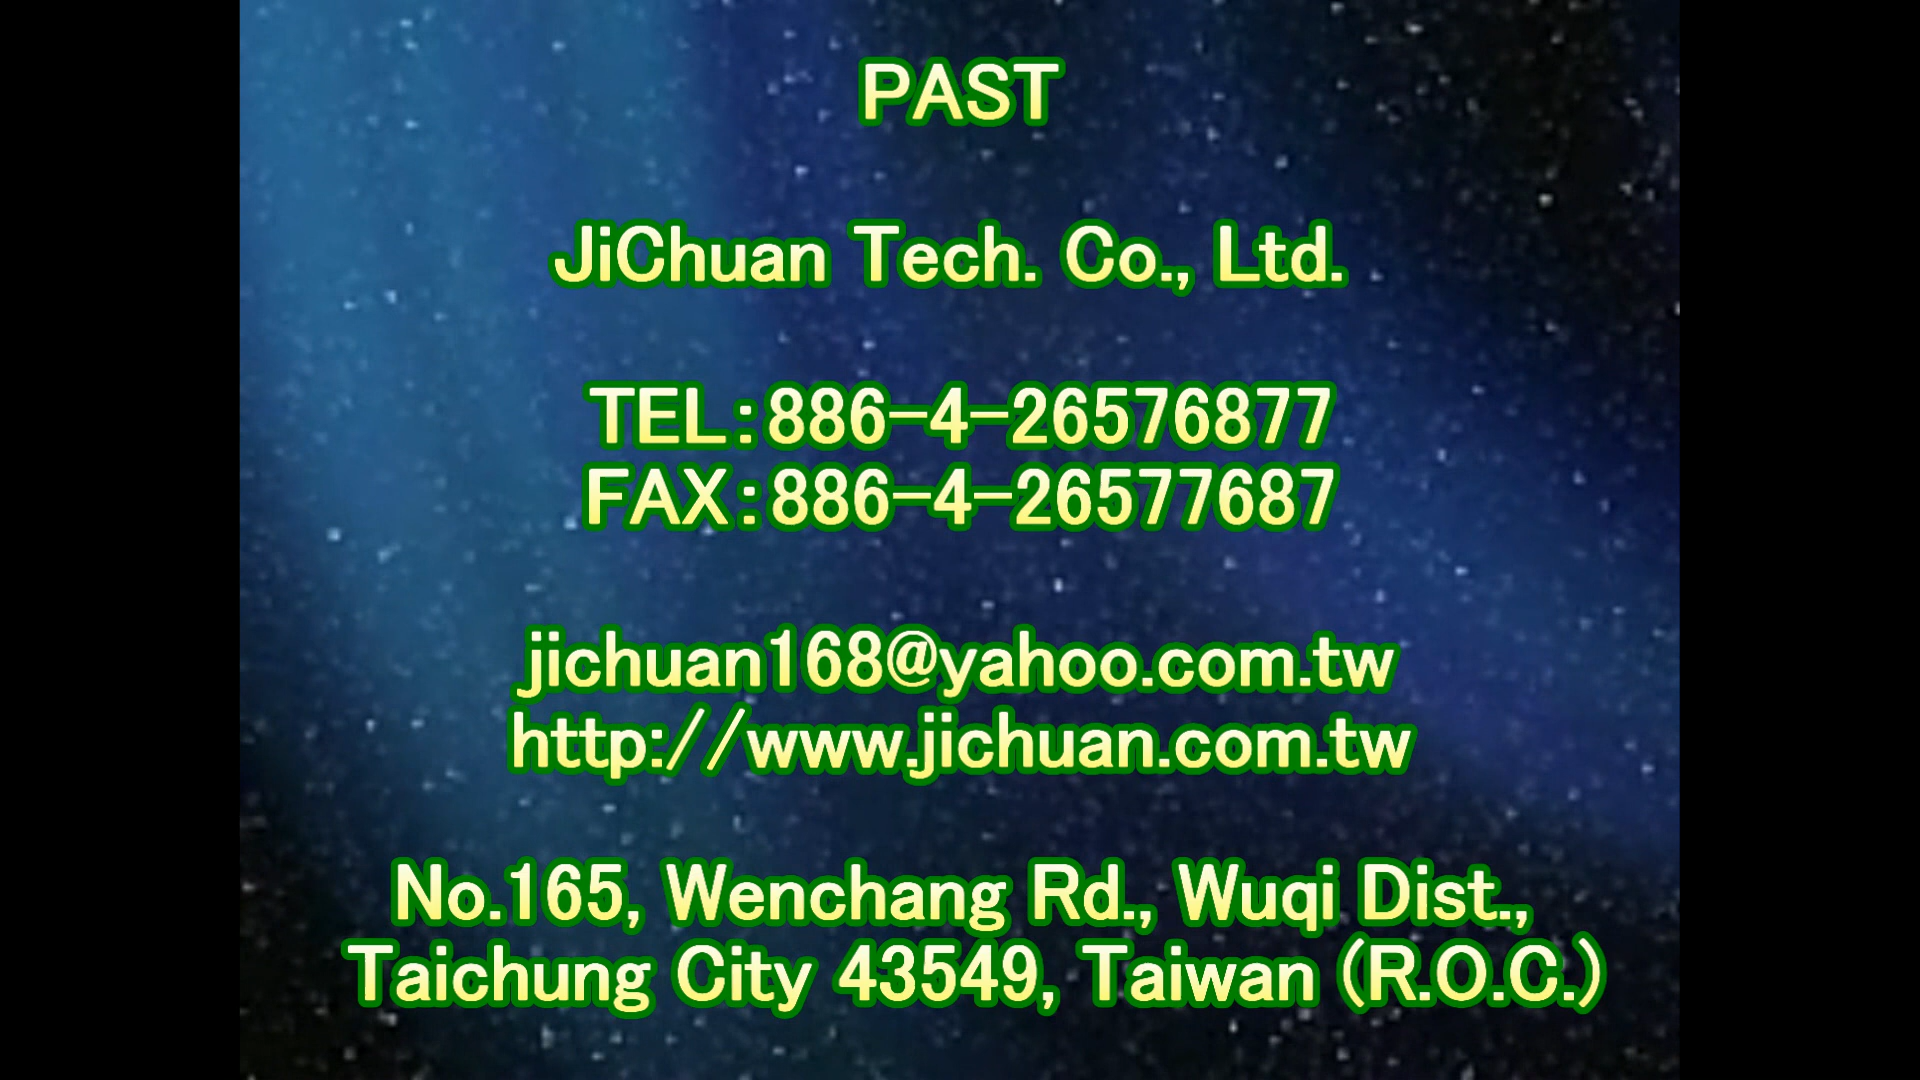 PAST
JiChuan Tech. Co., Ltd.
TEL:886-4-26576877
FAX:886-4-26577687
jichuan168@yahoo.com.tw
http://www.jichuan.com.tw
No.165, Wenchang Rd., Wuqi Dist.,
Taichung City 43549, Taiwan (R.O.C.)